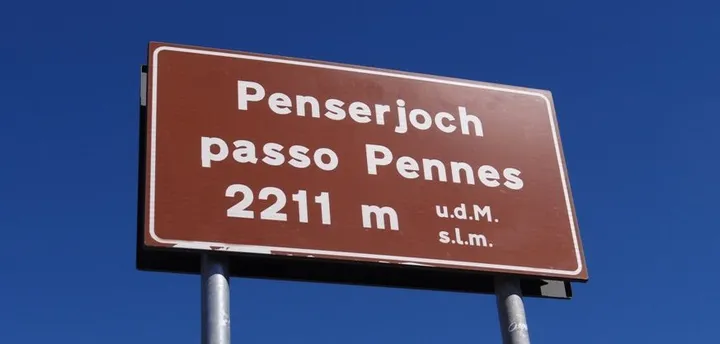 Penserjoch
passo Pennes
2211 m u.d.M.
s.l.m.